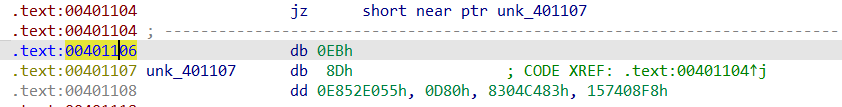 .text:00401104 jz short near ptr unk_401107
.text:00401104 ; ---------------------------------------------------------------------------
.text:00401106 db 0EBh
.text:00401107 unk_401107 db 8Dh ; CODE XREF: .text:00401104↑j
.text:00401108 dd 0E852E055h, 0D80h, 8304C483h, 157408F8h